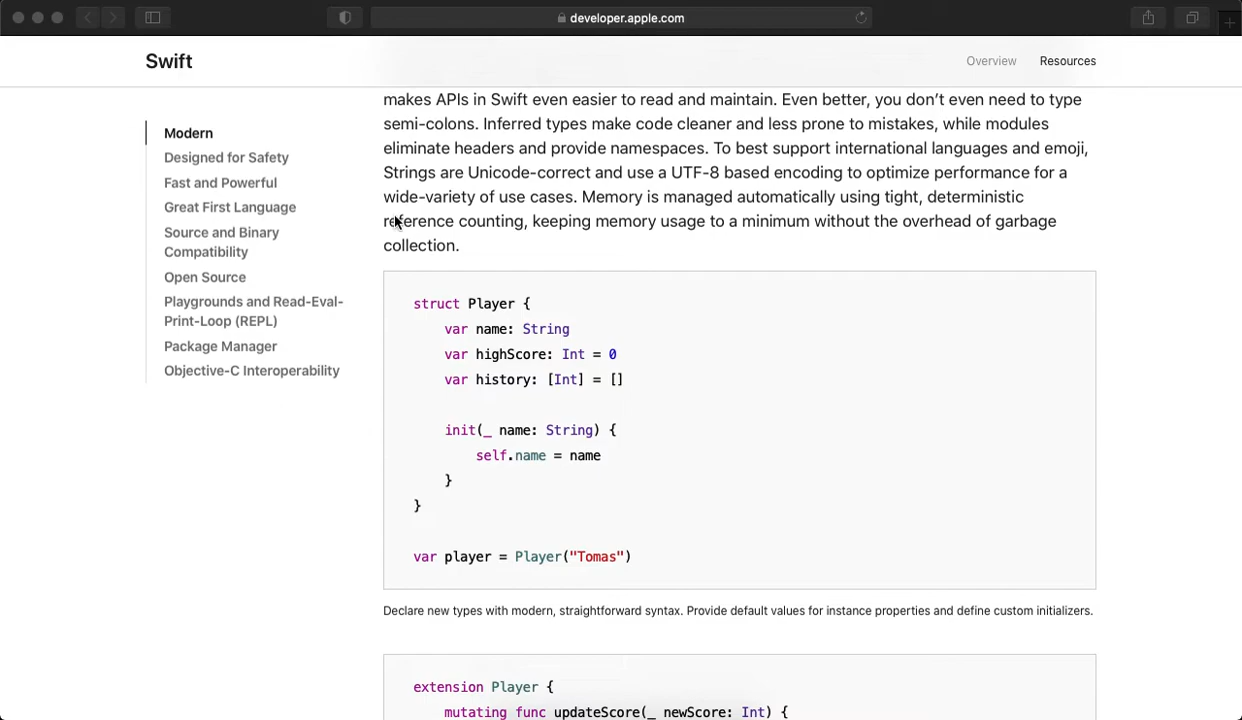 developer.apple.com
Swift
Overview
Resources
Modern
Designed for Safety
Fast and Powerful
Great First Language
Source and Binary
Compatibility
Open Source
Playgrounds and Read-Eval-
Print-Loop (REPL)
Package Manager
Objective-C Interoperability
makes APIs in Swift even easier to read and maintain. Even better, you don’t even need to type
semi-colons. Inferred types make code cleaner and less prone to mistakes, while modules
eliminate headers and provide namespaces. To best support international languages and emoji,
Strings are Unicode-correct and use a UTF-8 based encoding to optimize performance for a
wide-variety of use cases. Memory is managed automatically using tight, deterministic
reference counting, keeping memory usage to a minimum without the overhead of garbage
collection.
struct Player {
    var name: String
    var highScore: Int = 0
    var history: [Int] = []
    init(_ name: String) {
        self.name = name
    }
}
var player = Player("Tomas")
Declare new types with modern, straightforward syntax. Provide default values for instance properties and define custom initializers.
extension Player {
    mutating func updateScore(_ newScore: Int) {